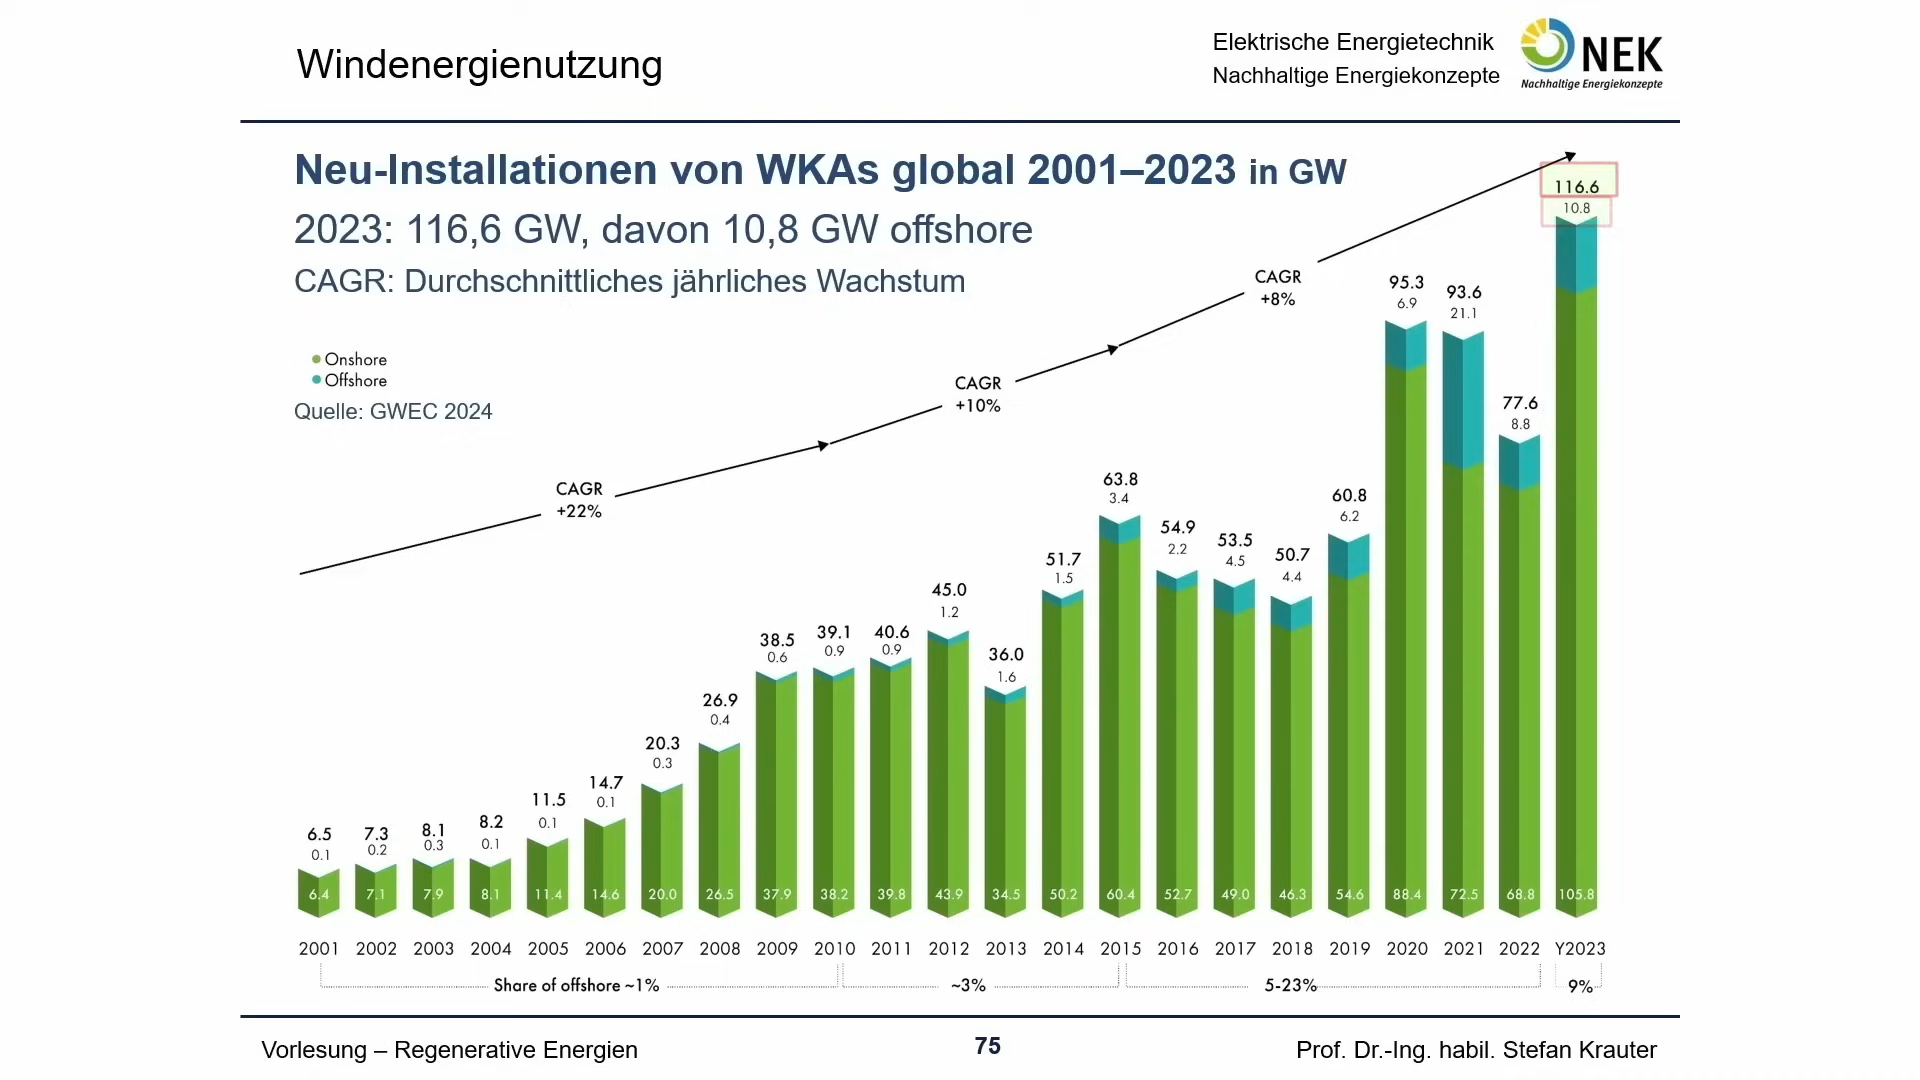 Windenergienutzung
Elektrische Energietechnik
Nachhaltige Energiekonzepte
NEK
Nachhaltige Energiekonzepte
Neu-Installationen von WKAs global 2001–2023 in GW
2023: 116,6 GW, davon 10,8 GW offshore
CAGR: Durchschnittliches jährliches Wachstum
Onshore
Offshore
Quelle: GWEC 2024
CAGR
+22%
CAGR
+10%
CAGR
+8%
6.5 7.3 8.1 8.2 11.5 14.7 20.3 26.9 38.5 39.1 40.6 45.0 36.0 51.7 63.8 54.9 53.5 50.7 60.8 95.3 93.6 77.6 116.6
0.1 0.2 0.3 0.1 0.1 0.1 0.3 0.4 0.6 0.9 0.9 1.2 1.6 1.5 3.4 2.2 4.5 4.4 6.2 6.9 21.1 8.8 10.8
6.4 7.1 7.9 8.1 11.4 14.6 20.0 26.5 37.9 38.2 39.8 43.9 34.5 50.2 60.4 52.7 49.0 46.3 54.6 88.4 72.5 68.8 105.8
2001 2002 2003 2004 2005 2006 2007 2008 2009 2010 2011 2012 2013 2014 2015 2016 2017 2018 2019 2020 2021 2022 Y2023
Share of offshore ~1% ~3% 5-23% 9%
Vorlesung – Regenerative Energien
75
Prof. Dr.-Ing. habil. Stefan Krauter